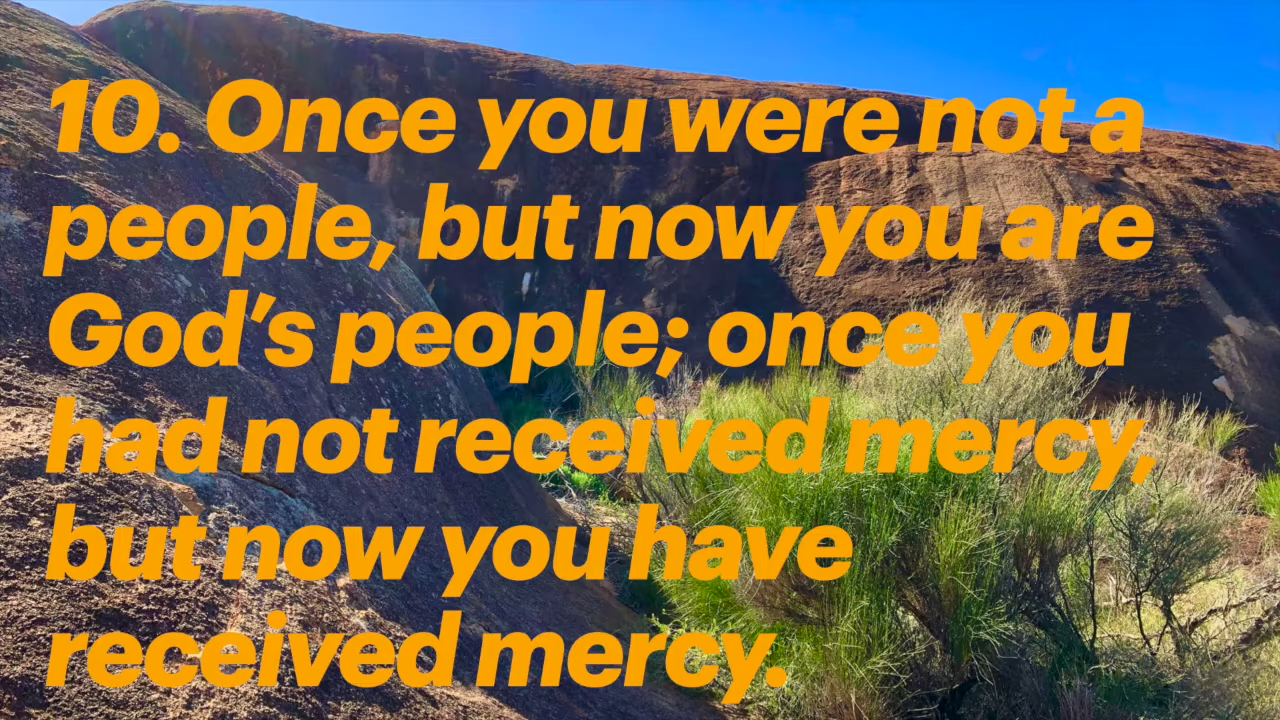 10. Once you were not a
people, but now you are
God’s people; once you
had not received mercy,
but now you have
received mercy.